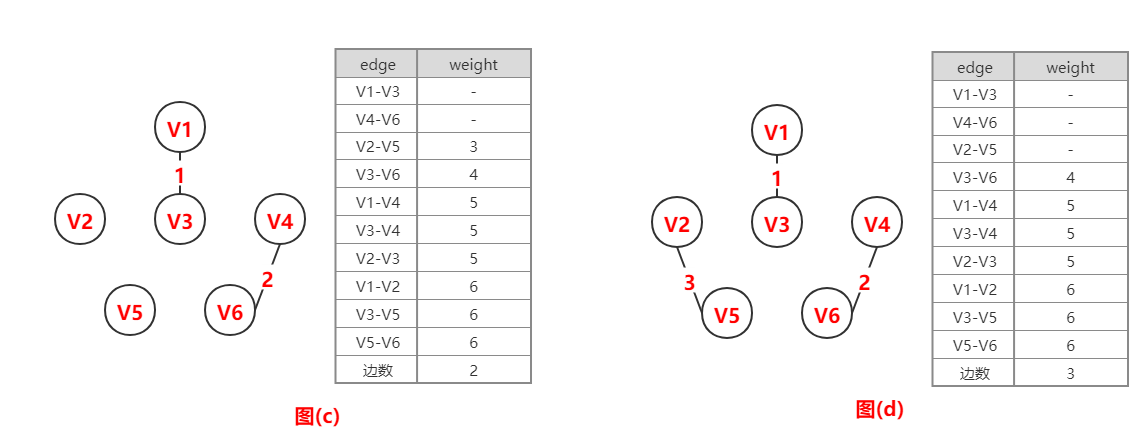 V1
1
V2
V3
V4
2
V5
V6
edge weight
V1-V3 -
V4-V6 -
V2-V5 3
V3-V6 4
V1-V4 5
V3-V4 5
V2-V3 5
V1-V2 6
V3-V5 6
V5-V6 6
边数 2
图(c)
V1
1
V2
V3
V4
3
2
V5
V6
edge weight
V1-V3 -
V4-V6 -
V2-V5 -
V3-V6 4
V1-V4 5
V3-V4 5
V2-V3 5
V1-V2 6
V3-V5 6
V5-V6 6
边数 3
图(d)